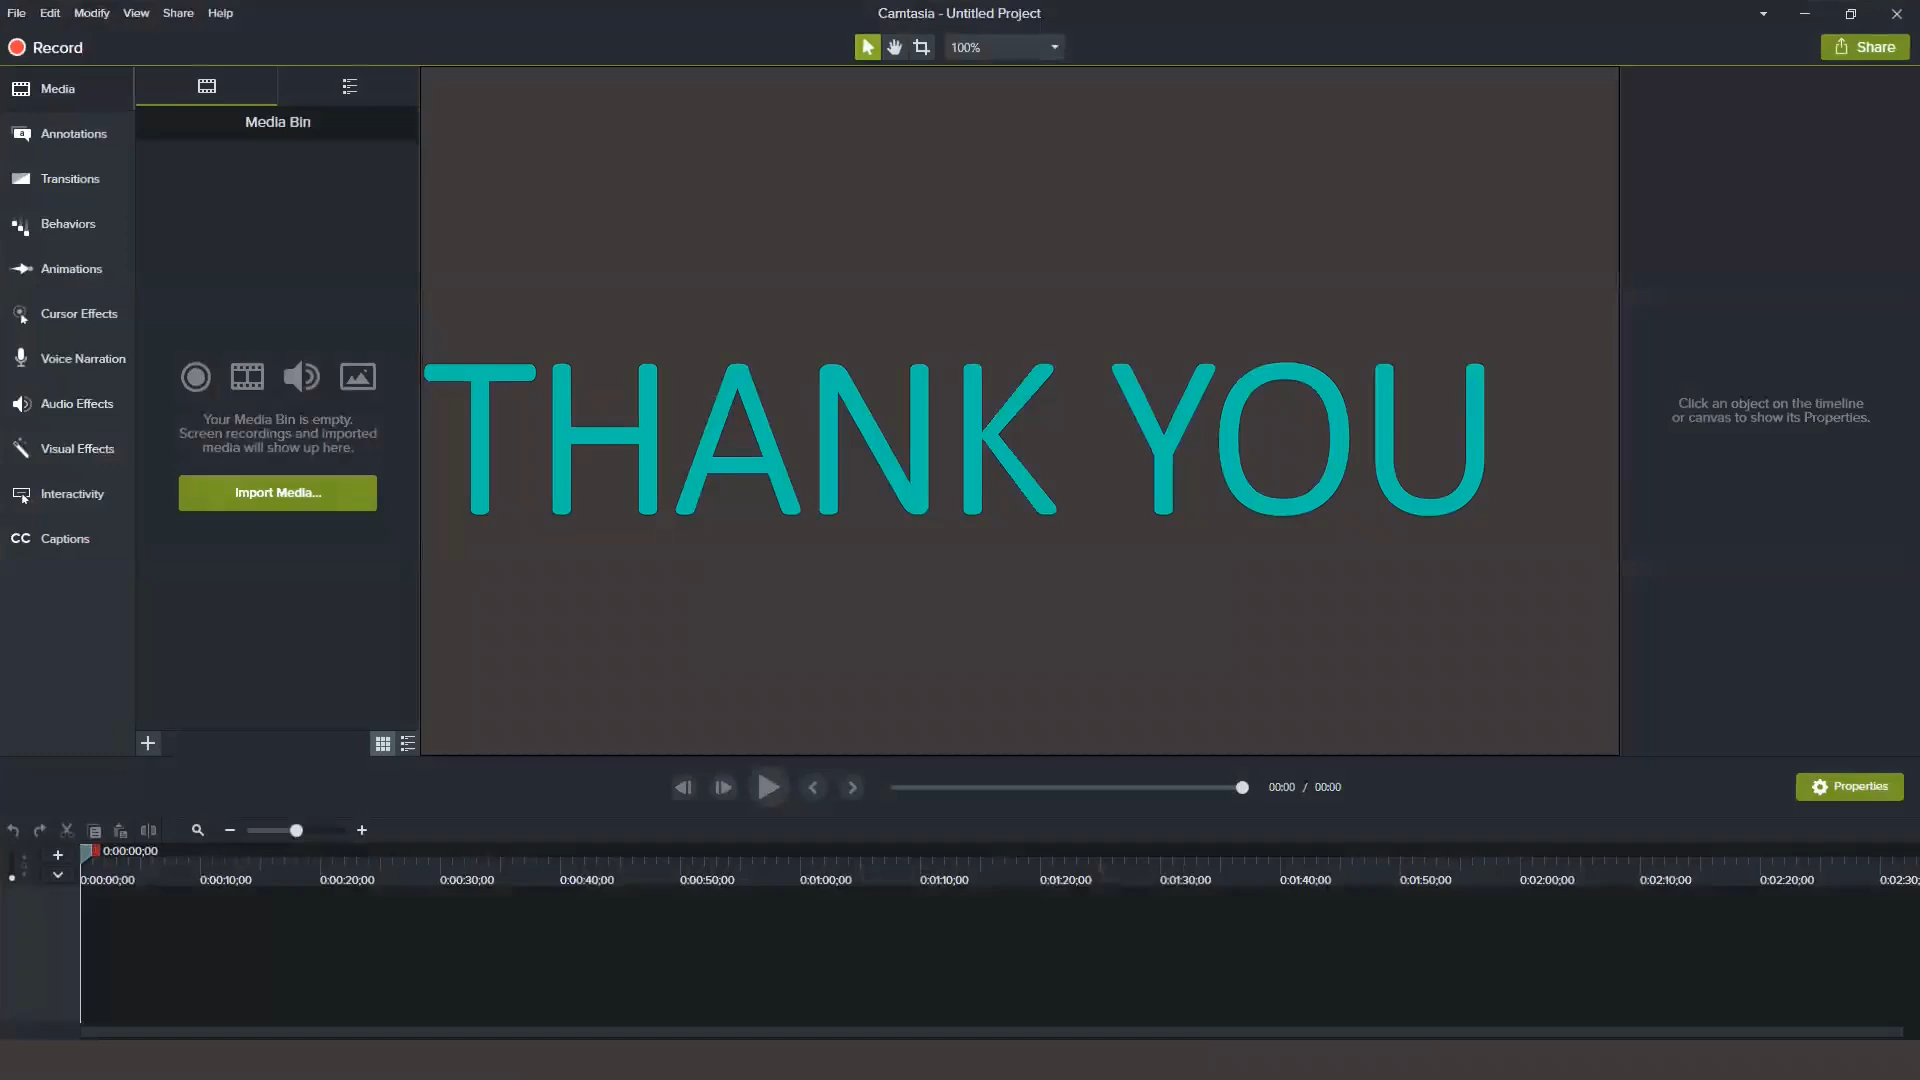 File Edit Modify View Share Help
Camtasia - Untitled Project
Record
100%
Share
Media
Annotations
Transitions
Behaviors
Animations
Cursor Effects
Voice Narration
Audio Effects
Visual Effects
Interactivity
CC Captions
Media Bin
Your Media Bin is empty.
Screen recordings and imported
media will show up here.
Import Media...
THANK YOU
Click an object on the timeline
or canvas to show its Properties.
00:00 / 00:00
Properties
0:00:00;00
0:00:00;00 0:00:10;00 0:00:20;00 0:00:30;00 0:00:40;00 0:00:50;00 0:01:00;00 0:01:10;00 0:01:20;00 0:01:30;00 0:01:40;00 0:01:50;00 0:02:00;00 0:02:10;00 0:02:20;00 0:02:30;